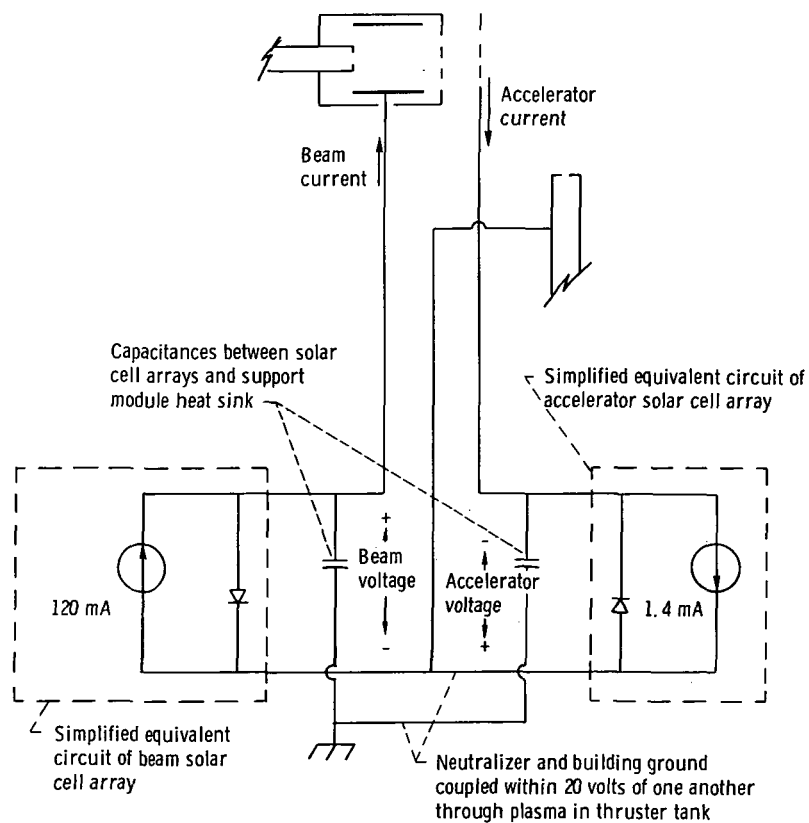 Accelerator
current
Beam
current
Capacitances between solar
cell arrays and support
module heat sink
Simplified equivalent circuit of
accelerator solar cell array
+
Beam
voltage
-
-
Accelerator
voltage
+
120 mA
1.4 mA
Simplified equivalent
circuit of beam solar
cell array
Neutralizer and building ground
coupled within 20 volts of one another
through plasma in thruster tank